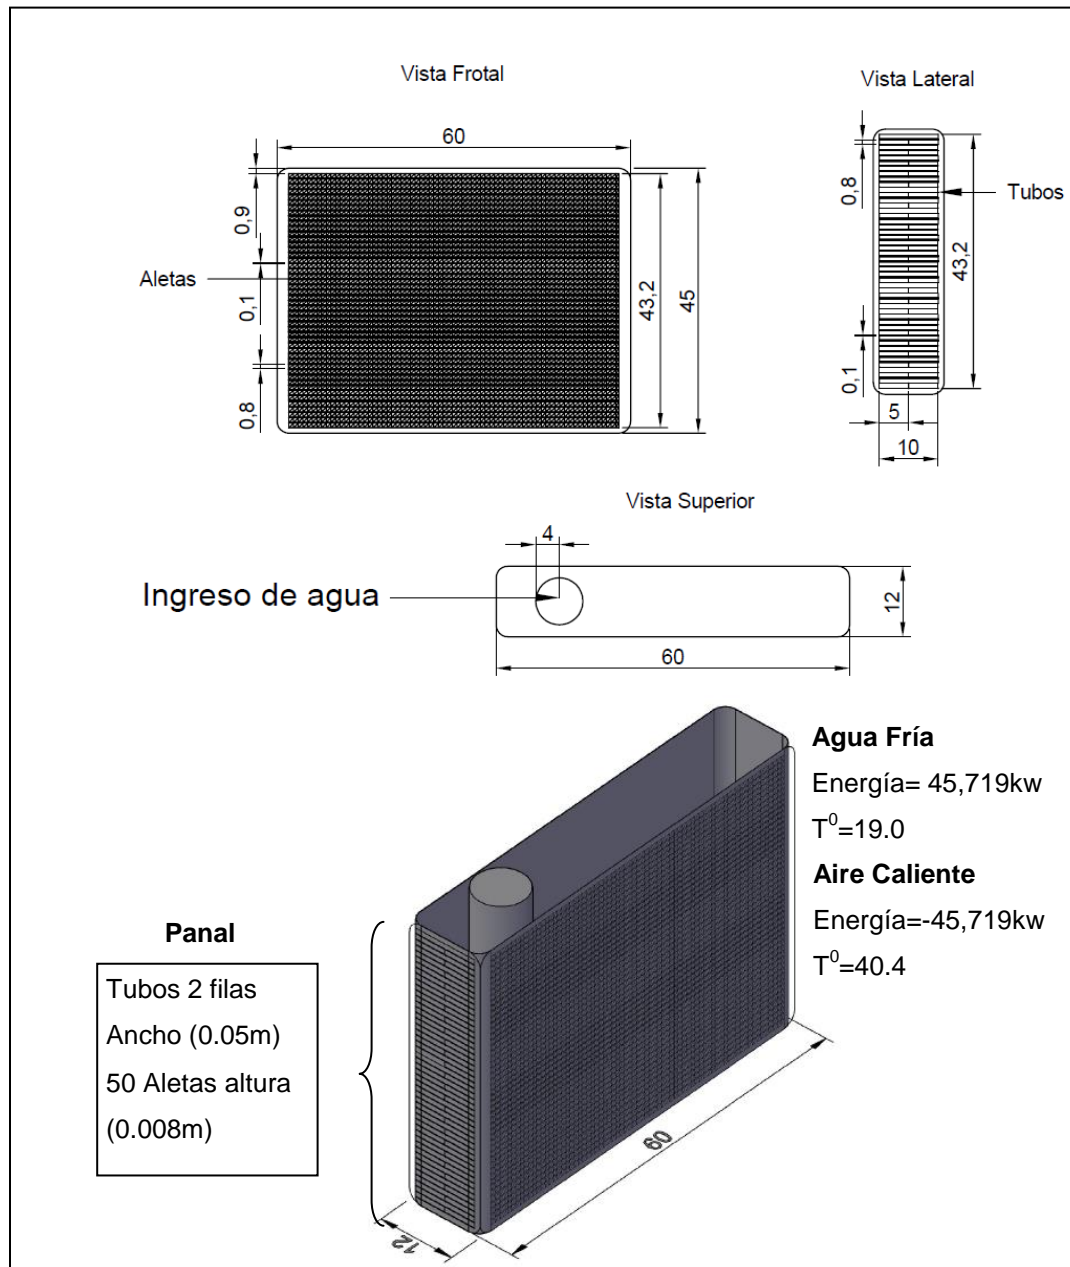 Vista Frotal
Vista Lateral
60
0,9
Aletas
0,1
0,8
43,2
45
0,8
Tubos
43,2
0,1
5
10
Vista Superior
4
Ingreso de agua
12
60
Agua Fría
Energía= 45,719kw
T⁰=19.0
Aire Caliente
Energía=-45,719kw
T⁰=40.4
Panal
Tubos 2 filas
Ancho (0.05m)
50 Aletas altura
(0.008m)
60
12